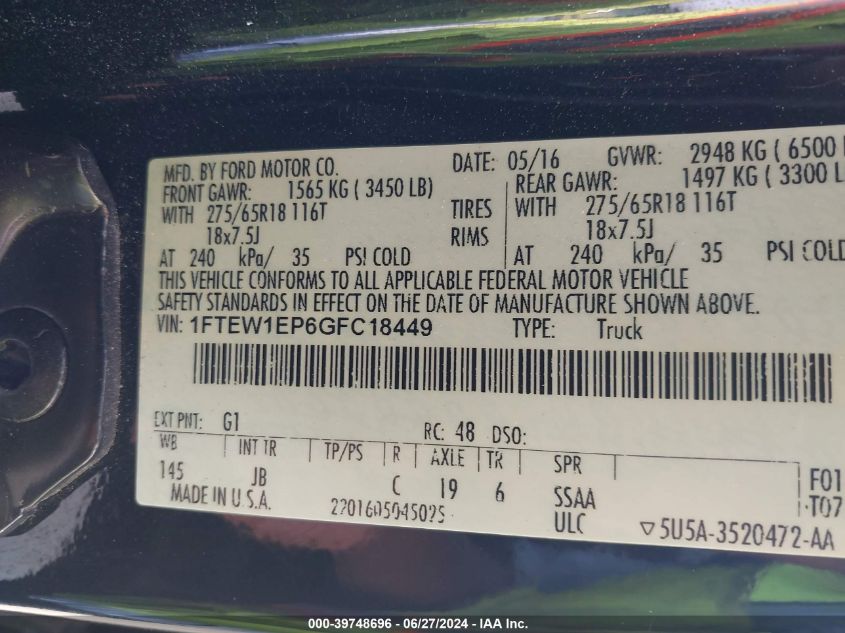 MFD. BY FORD MOTOR CO. DATE: 05/16 GVWR: 2948 KG ( 6500
FRONT GAWR: 1565 KG ( 3450 LB) REAR GAWR: 1497 KG ( 3300 L
WITH 275/65R18 116T TIRES WITH 275/65R18 116T
18x7.5J RIMS 18x7.5J
AT 240 kPa/ 35 PSI COLD AT 240 kPa/ 35 PSI COLD
THIS VEHICLE CONFORMS TO ALL APPLICABLE FEDERAL MOTOR VEHICLE
SAFETY STANDARDS IN EFFECT ON THE DATE OF MANUFACTURE SHOWN ABOVE.
VIN: 1FTEW1EP6GFC18449 TYPE: Truck
EXT PNT: G1 RC: 48 DSO:
WB INT TR TP/PS R AXLE TR SPR
145 JB C 19 6 SSAA F01
MADE IN U.S.A. 2201605045025 ULC T07
▽5U5A-3520472-AA
000-39748696 - 06/27/2024 - IAA Inc.